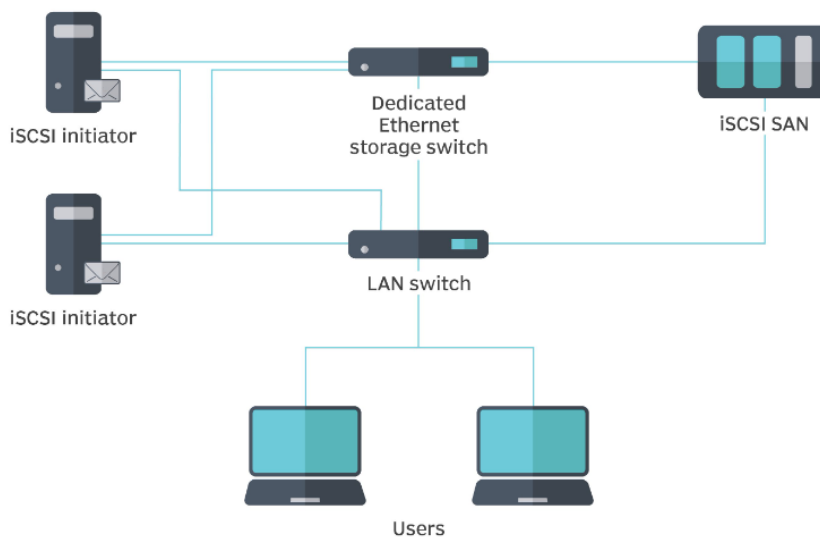 iSCSI initiator
Dedicated
Ethernet
storage switch
iSCSI SAN
iSCSI initiator
LAN switch
Users